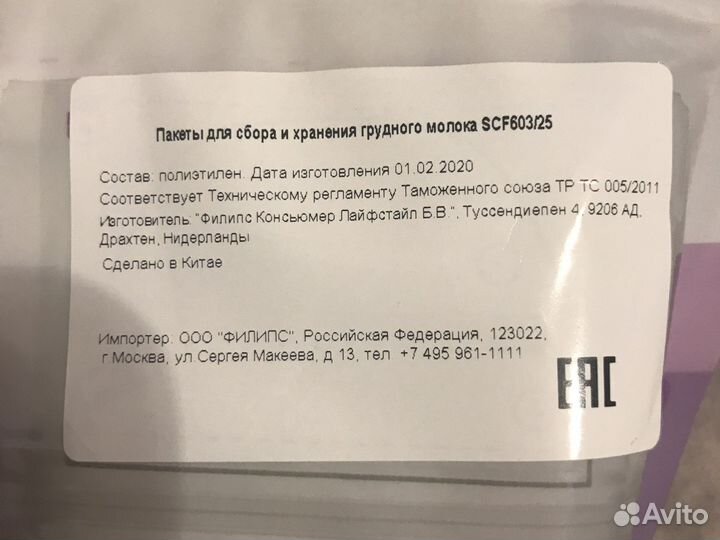 Пакеты для сбора и хранения грудного молока SCF603/25
Состав: полиэтилен. Дата изготовления 01.02.2020
Соответствует Техническому регламенту Таможенного союза ТР ТС 005/2011
Изготовитель: "Филипс Консьюмер Лайфстайл Б.В.", Туссендиепен 4, 9206 АД,
Драхтен, Нидерланды
Сделано в Китае
Импортер: ООО "ФИЛИПС", Российская Федерация, 123022,
г.Москва, ул.Сергея Макеева, д 13, тел. +7 495 961-1111
EAC
Avito